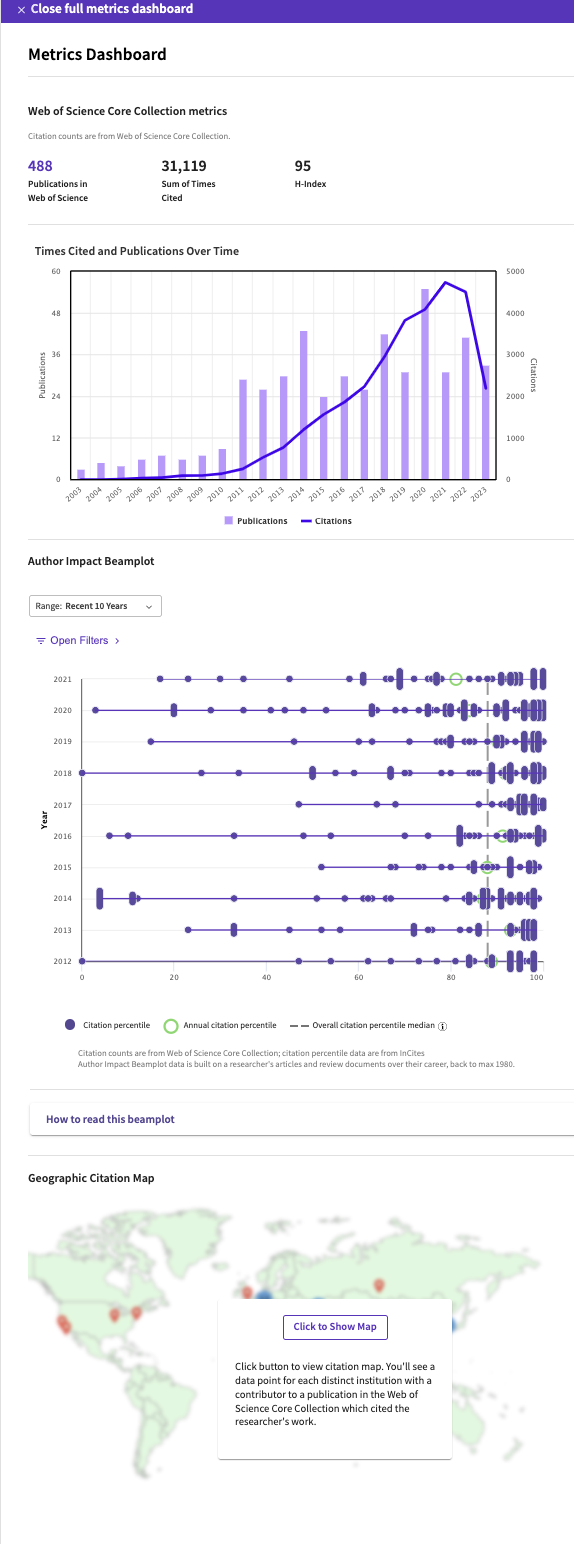 × Close full metrics dashboard
Metrics Dashboard
Web of Science Core Collection metrics
Citation counts are from Web of Science Core Collection.
488 31,119 95
Publications in Sum of Times H-Index
Web of Science Cited
Times Cited and Publications Over Time
60 5000
48 4000
36 3000
24 2000
12 1000
0 0
Publications
Citations
2003 2004 2005 2006 2007 2008 2009 2010 2011 2012 2013 2014 2015 2016 2017 2018 2019 2020 2021 2022 2023
Publications Citations
Author Impact Beamplot
Range: Recent 10 Years
Open Filters
Year
2021
2020
2019
2018
2017
2016
2015
2014
2013
2012
0 20 40 60 80 100
Citation percentile Annual citation percentile Overall citation percentile median
Citation counts are from Web of Science Core Collection; citation percentile data are from InCites
Author Impact Beamplot data is built on a researcher's articles and review documents over their career, back to max 1980.
How to read this beamplot
Geographic Citation Map
Click to Show Map
Click button to view citation map. You'll see a
data point for each distinct institution with a
contributor to a publication in the Web of
Science Core Collection which cited the
researcher's work.